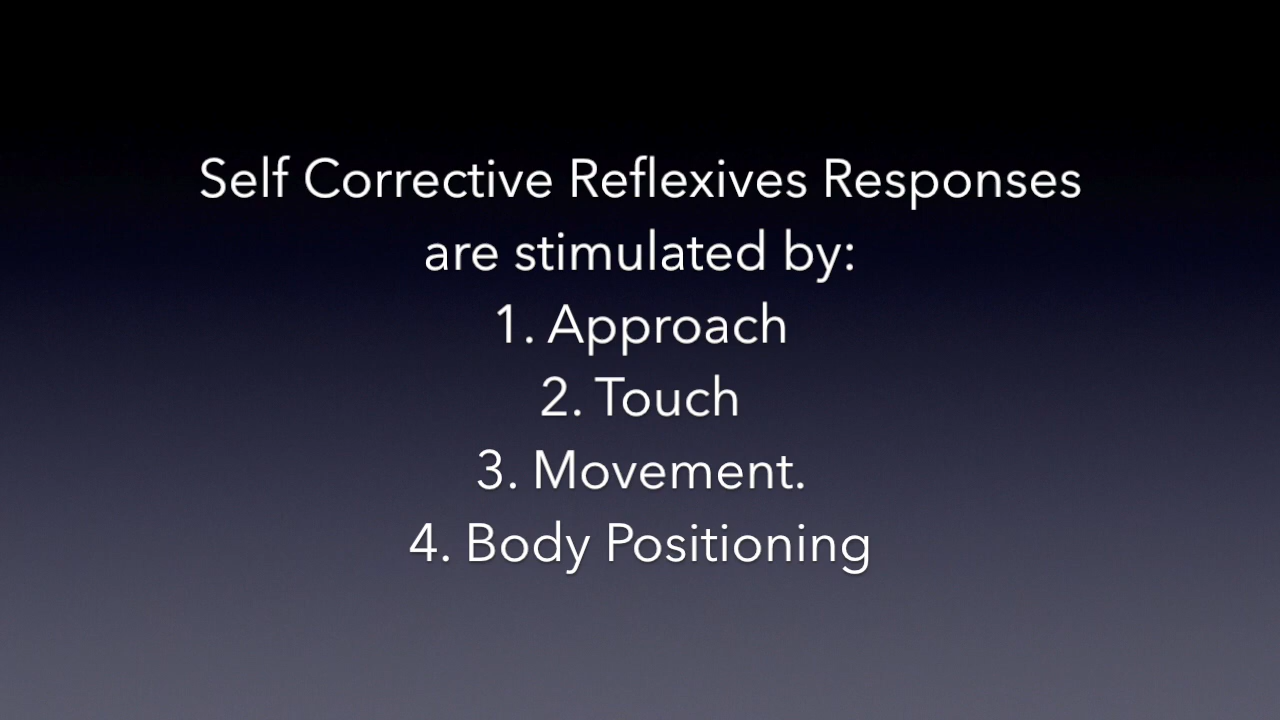 Self Corrective Reflexives Responses
are stimulated by:
1. Approach
2. Touch
3. Movement.
4. Body Positioning